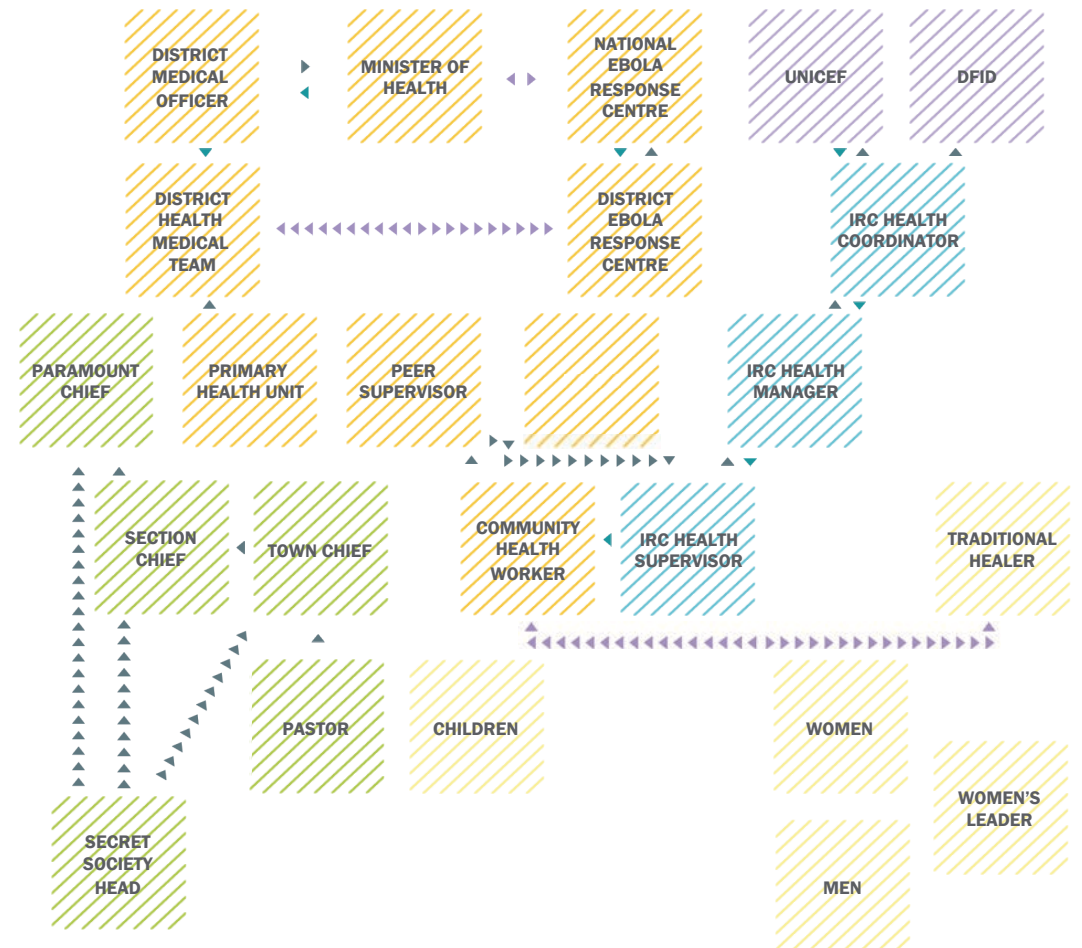 DISTRICT
MEDICAL
OFFICER
MINISTER OF
HEALTH
NATIONAL
EBOLA
RESPONSE
CENTRE
UNICEF
DFID
DISTRICT
HEALTH
MEDICAL
TEAM
DISTRICT
EBOLA
RESPONSE
CENTRE
IRC HEALTH
COORDINATOR
PARAMOUNT
CHIEF
PRIMARY
HEALTH UNIT
PEER
SUPERVISOR
IRC HEALTH
MANAGER
SECTION
CHIEF
TOWN CHIEF
COMMUNITY
HEALTH
WORKER
IRC HEALTH
SUPERVISOR
TRADITIONAL
HEALER
PASTOR
CHILDREN
WOMEN
WOMEN'S
LEADER
SECRET
SOCIETY
HEAD
MEN